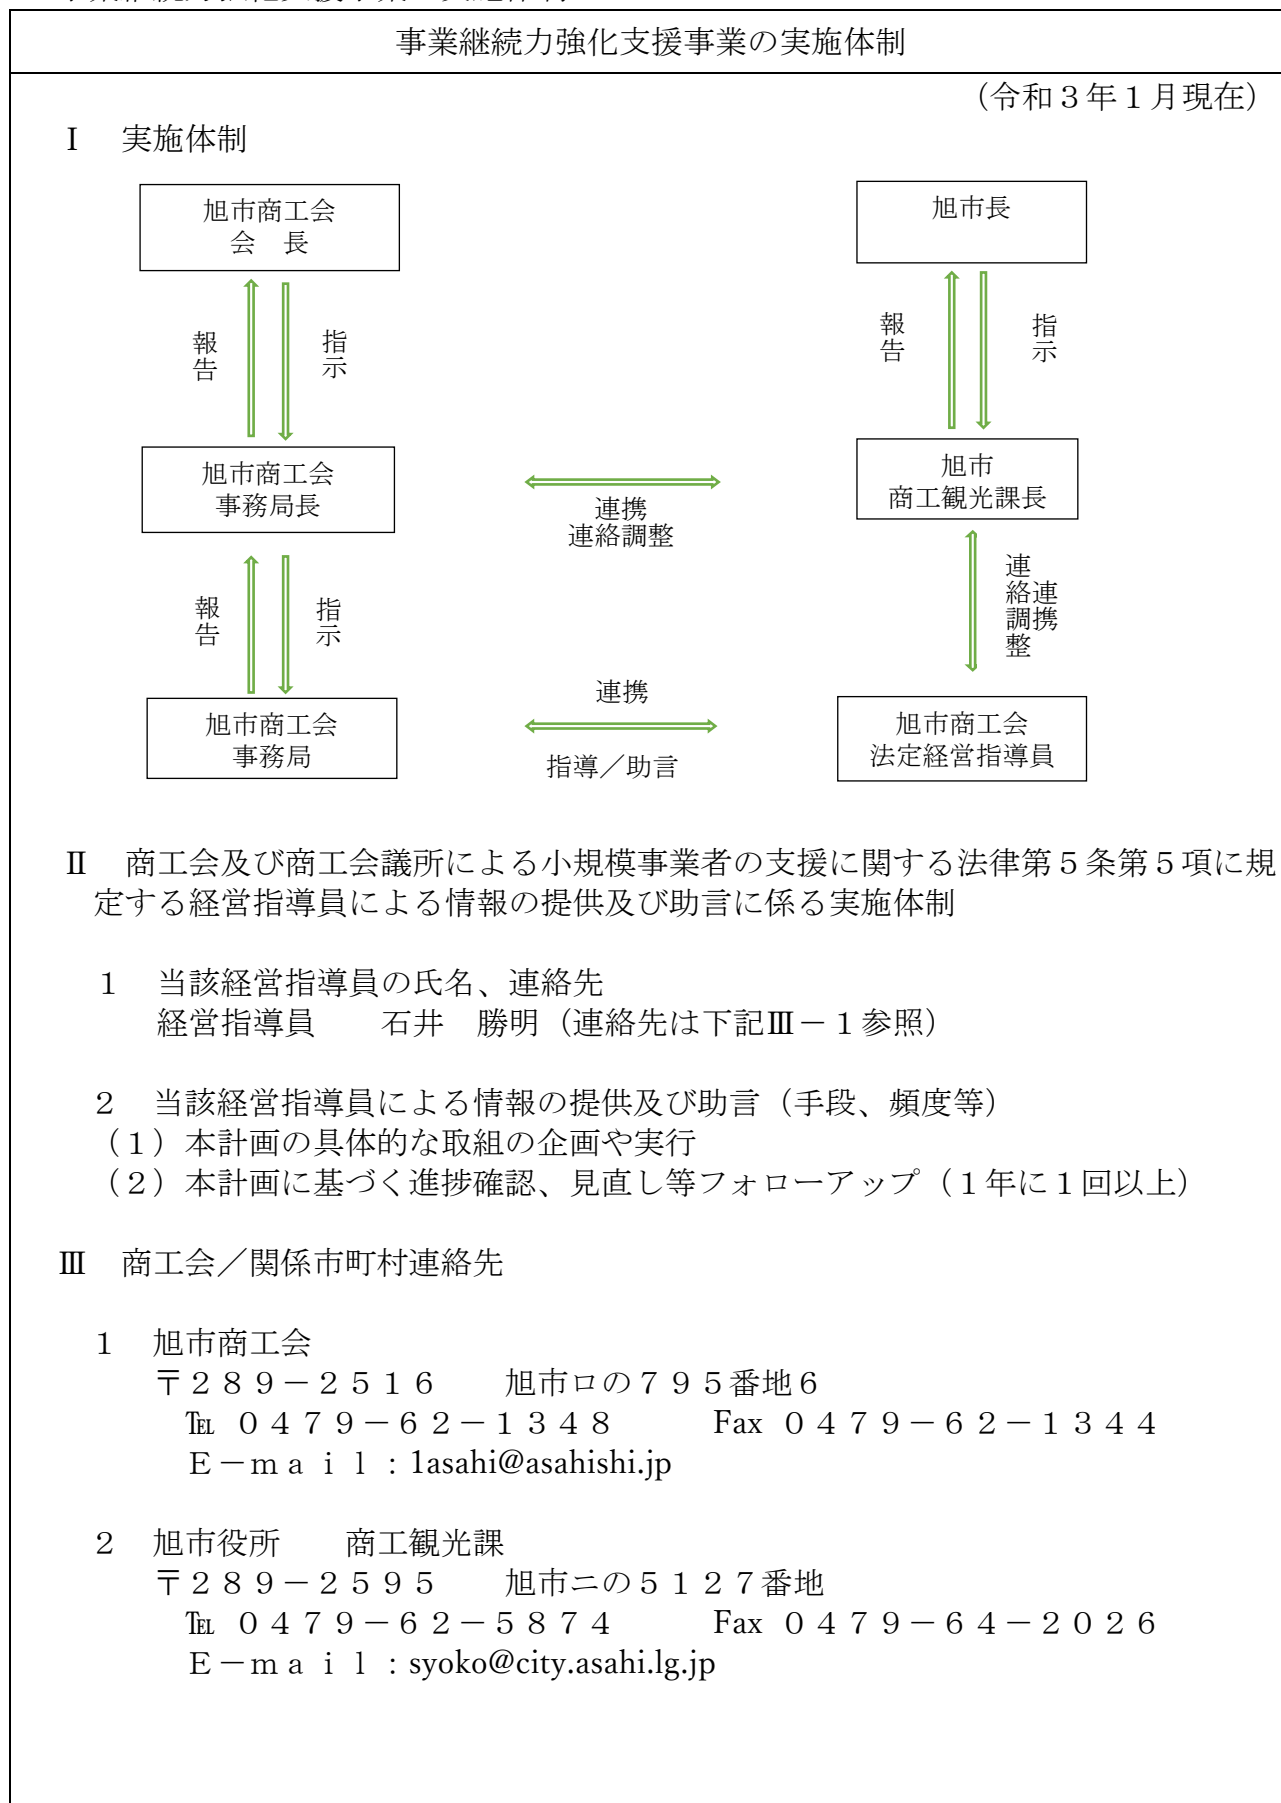 事業継続力強化支援事業の実施体制
（令和３年１月現在）
Ⅰ　実施体制
旭市商工会
会　長
旭市長
報告
指示
報告
指示
旭市商工会
事務局長
連携
連絡調整
旭市
商工観光課長
報告
指示
連携
連絡調整
旭市商工会
事務局
連携
指導／助言
旭市商工会
法定経営指導員
Ⅱ　商工会及び商工会議所による小規模事業者の支援に関する法律第５条第５項に規
定する経営指導員による情報の提供及び助言に係る実施体制
１　当該経営指導員の氏名、連絡先
経営指導員　　石井　勝明（連絡先は下記Ⅲ－１参照）
２　当該経営指導員による情報の提供及び助言（手段、頻度等）
（１）本計画の具体的な取組の企画や実行
（２）本計画に基づく進捗確認、見直し等フォローアップ（１年に１回以上）
Ⅲ　商工会／関係市町村連絡先
１　旭市商工会
〒２８９－２５１６　　旭市ロの７９５番地６
℡ ０４７９－６２－１３４８　　　Fax ０４７９－６２－１３４４
Ｅ－ｍａｉｌ：1asahi@asahishi.jp
２　旭市役所　　商工観光課
〒２８９－２５９５　　旭市ニの５１２７番地
℡ ０４７９－６２－５８７４　　　Fax ０４７９－６４－２０２６
Ｅ－ｍａｉｌ：syoko@city.asahi.lg.jp